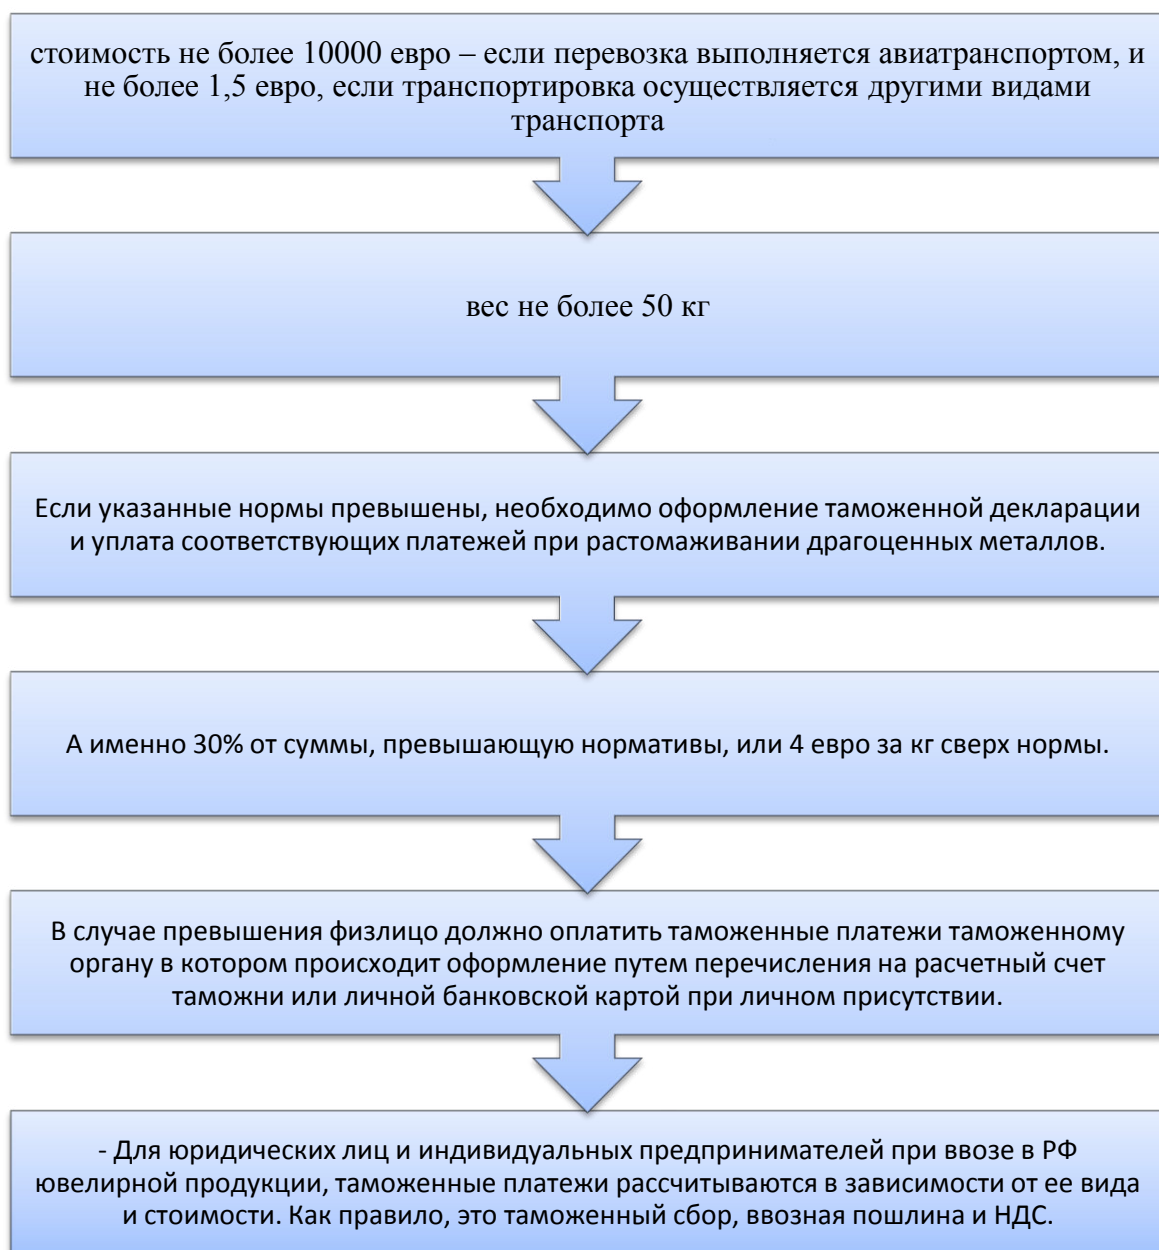 стоимость не более 10000 евро – если перевозка выполняется авиатранспортом, и
не более 1,5 евро, если транспортировка осуществляется другими видами
транспорта
вес не более 50 кг
Если указанные нормы превышены, необходимо оформление таможенной декларации
и уплата соответствующих платежей при растомаживании драгоценных металлов.
А именно 30% от суммы, превышающую нормативы, или 4 евро за кг сверх нормы.
В случае превышения физлицо должно оплатить таможенные платежи таможенному
органу в котором происходит оформление путем перечисления на расчетный счет
таможни или личной банковской картой при личном присутствии.
- Для юридических лиц и индивидуальных предпринимателей при ввозе в РФ
ювелирной продукции, таможенные платежи рассчитываются в зависимости от ее вида
и стоимости. Как правило, это таможенный сбор, ввозная пошлина и НДС.